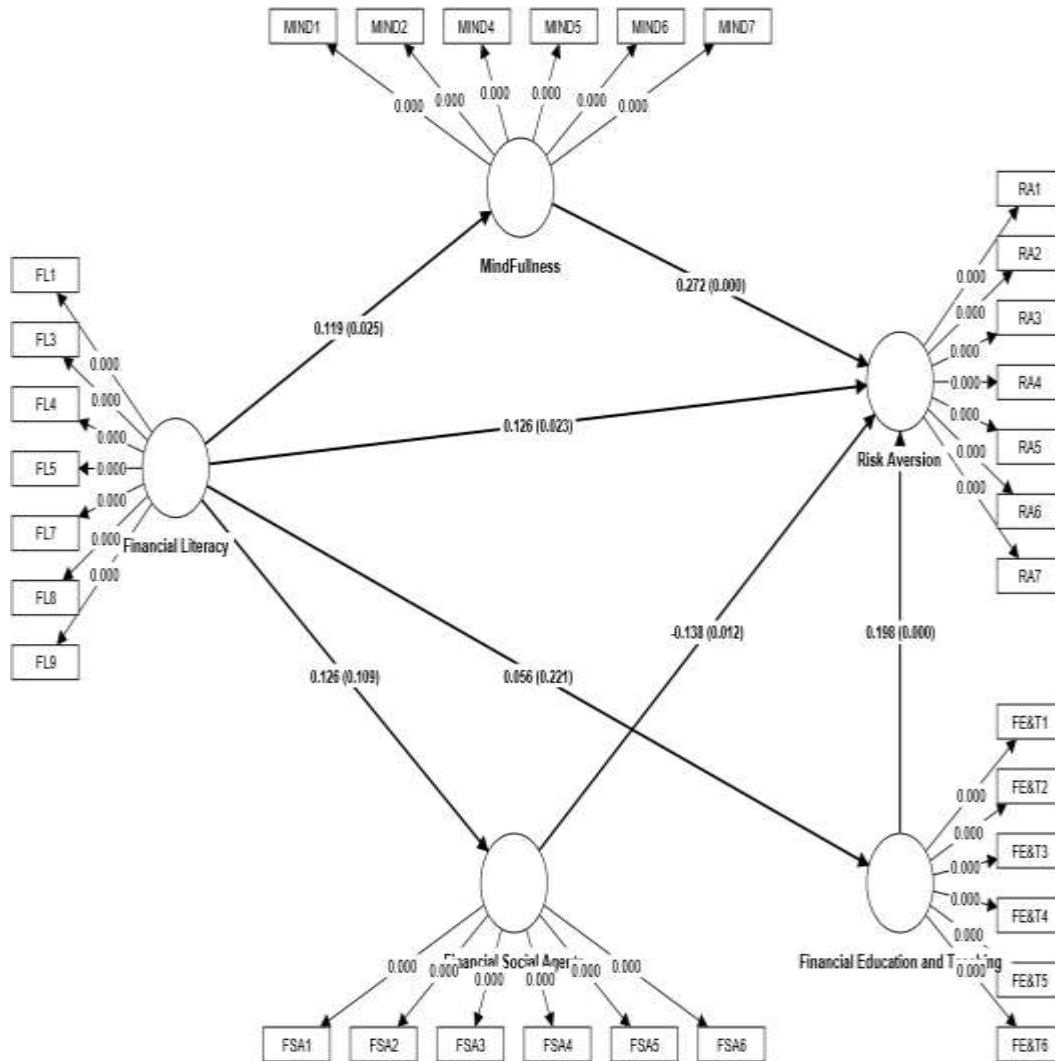 MIND1 MIND2 MIND4 MIND5 MIND6 MIND7
0.000 0.000 0.000 0.000 0.000 0.000
MindFullness
RA1
RA2
RA3
RA4
RA5
RA6
RA7
0.000
0.000
0.000
0.000
0.000
0.000
0.000
Risk Aversion
0.272 (0.000)
0.119 (0.025)
0.126 (0.023)
FL1
FL3
FL4
FL5
FL7
FL8
FL9
0.000
0.000
0.000
0.000
0.000
0.000
0.000
Financial Literacy
0.126 (0.109)
0.056 (0.221)
-0.138 (0.012)
0.198 (0.000)
FE&T1
FE&T2
FE&T3
FE&T4
FE&T5
FE&T6
0.000
0.000
0.000
0.000
0.000
0.000
Financial Education and
Financial Social
0.000 0.000 0.000 0.000 0.000 0.000
FSA1 FSA2 FSA3 FSA4 FSA5 FSA6